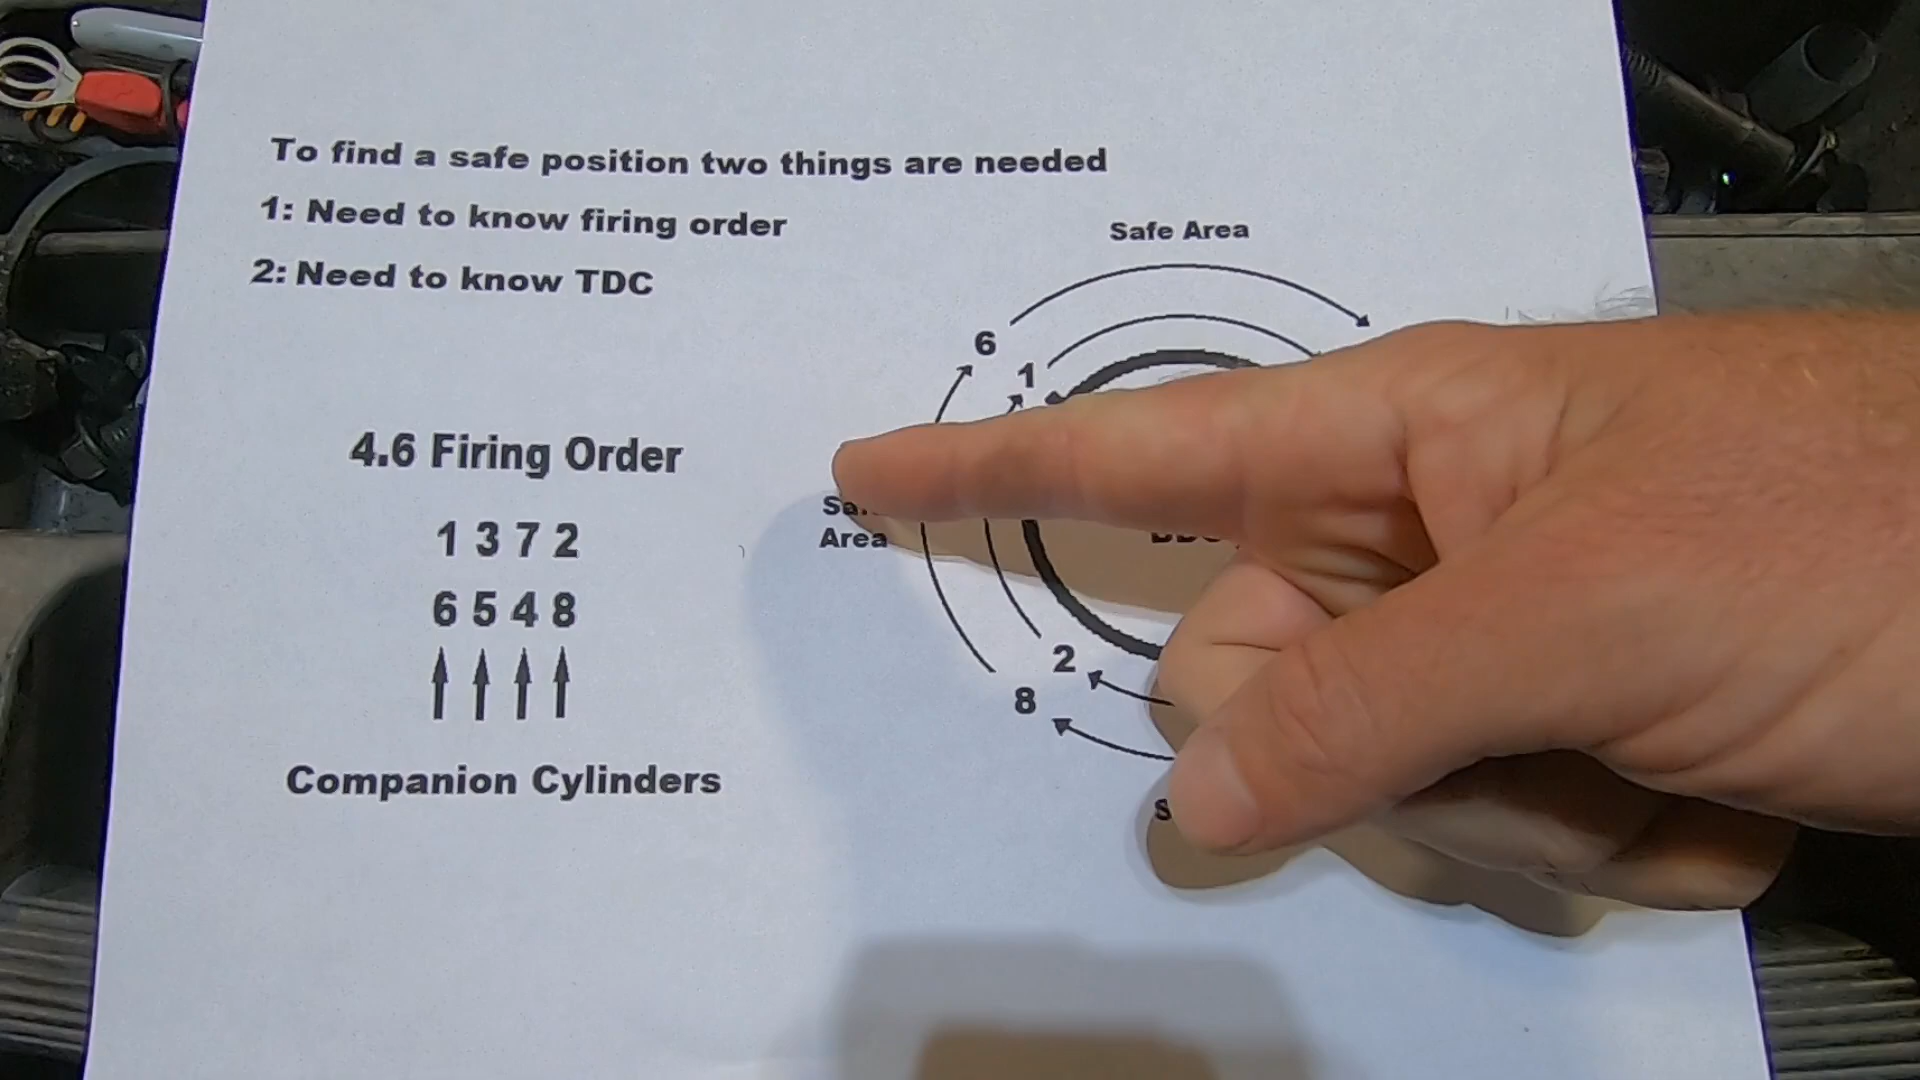 To find a safe position two things are needed
1: Need to know firing order
2: Need to know TDC
Safe Area
6
1
4.6 Firing Order
1 3 7 2
6 5 4 8
Companion Cylinders
Area
2
8